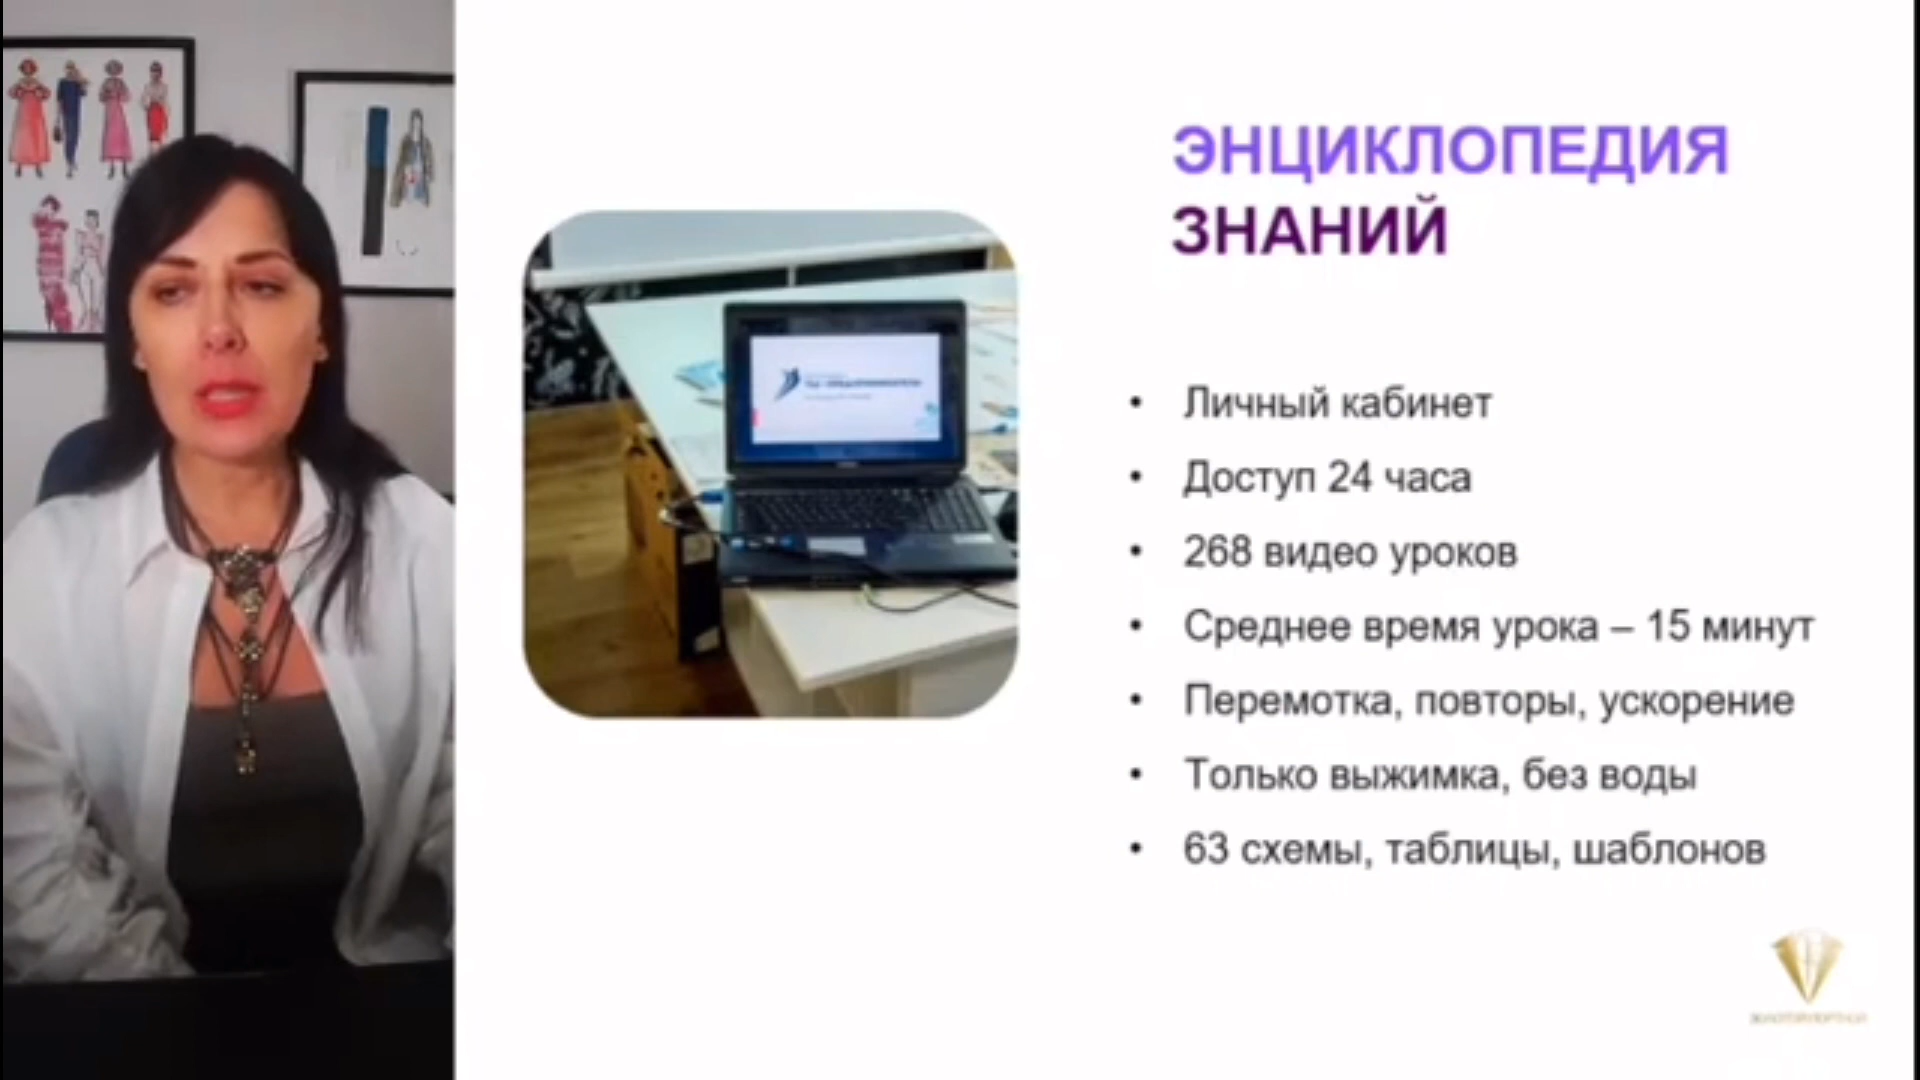 ЭНЦИКЛОПЕДИЯ
ЗНАНИЙ
• Личный кабинет
• Доступ 24 часа
• 268 видео уроков
• Среднее время урока – 15 минут
• Перемотка, повторы, ускорение
• Только выжимка, без воды
• 63 схемы, таблицы, шаблонов